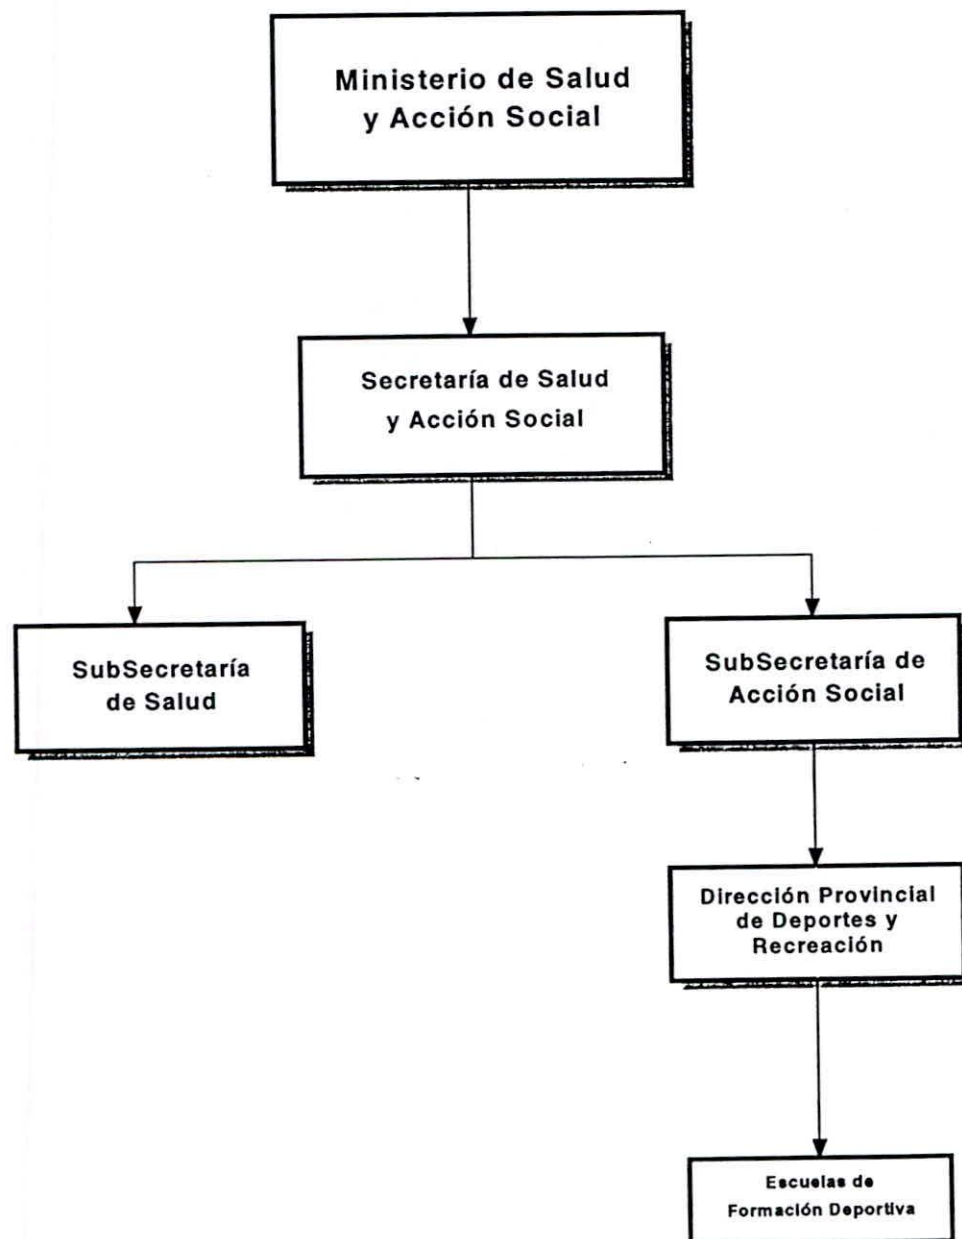 Ministerio de Salud
y Acción Social
Secretaría de Salud
y Acción Social
SubSecretaría
de Salud
SubSecretaría de
Acción Social
Dirección Provincial
de Deportes y
Recreación
Escuelas de
Formación Deportiva